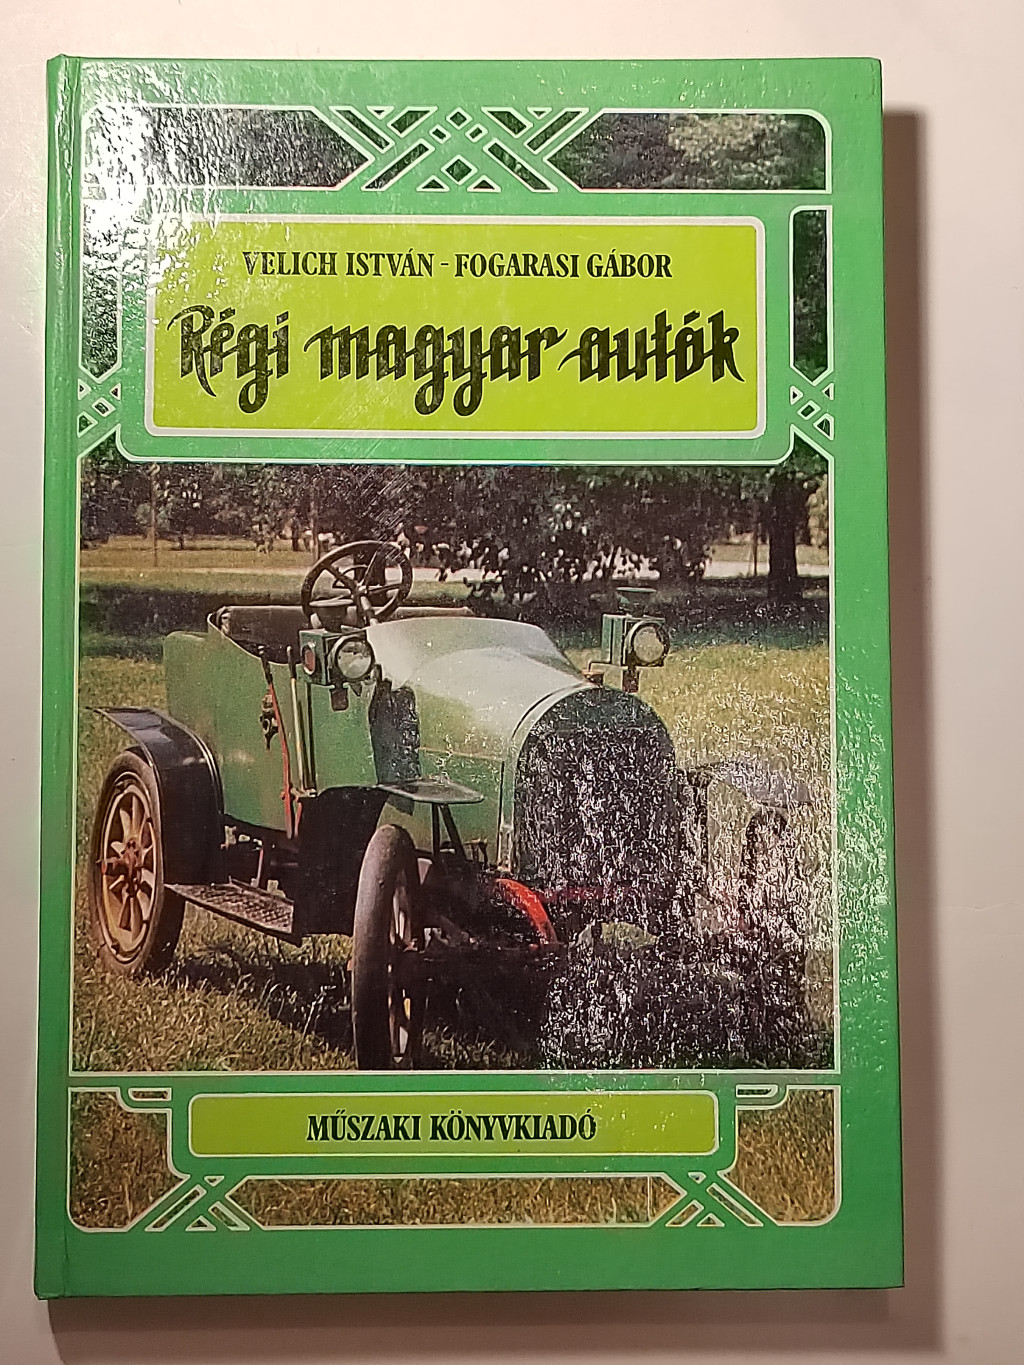 VELICH ISTVÁN - FOGARASI GÁBOR
Régi magyar autók
MŰSZAKI KÖNYVKIADÓ